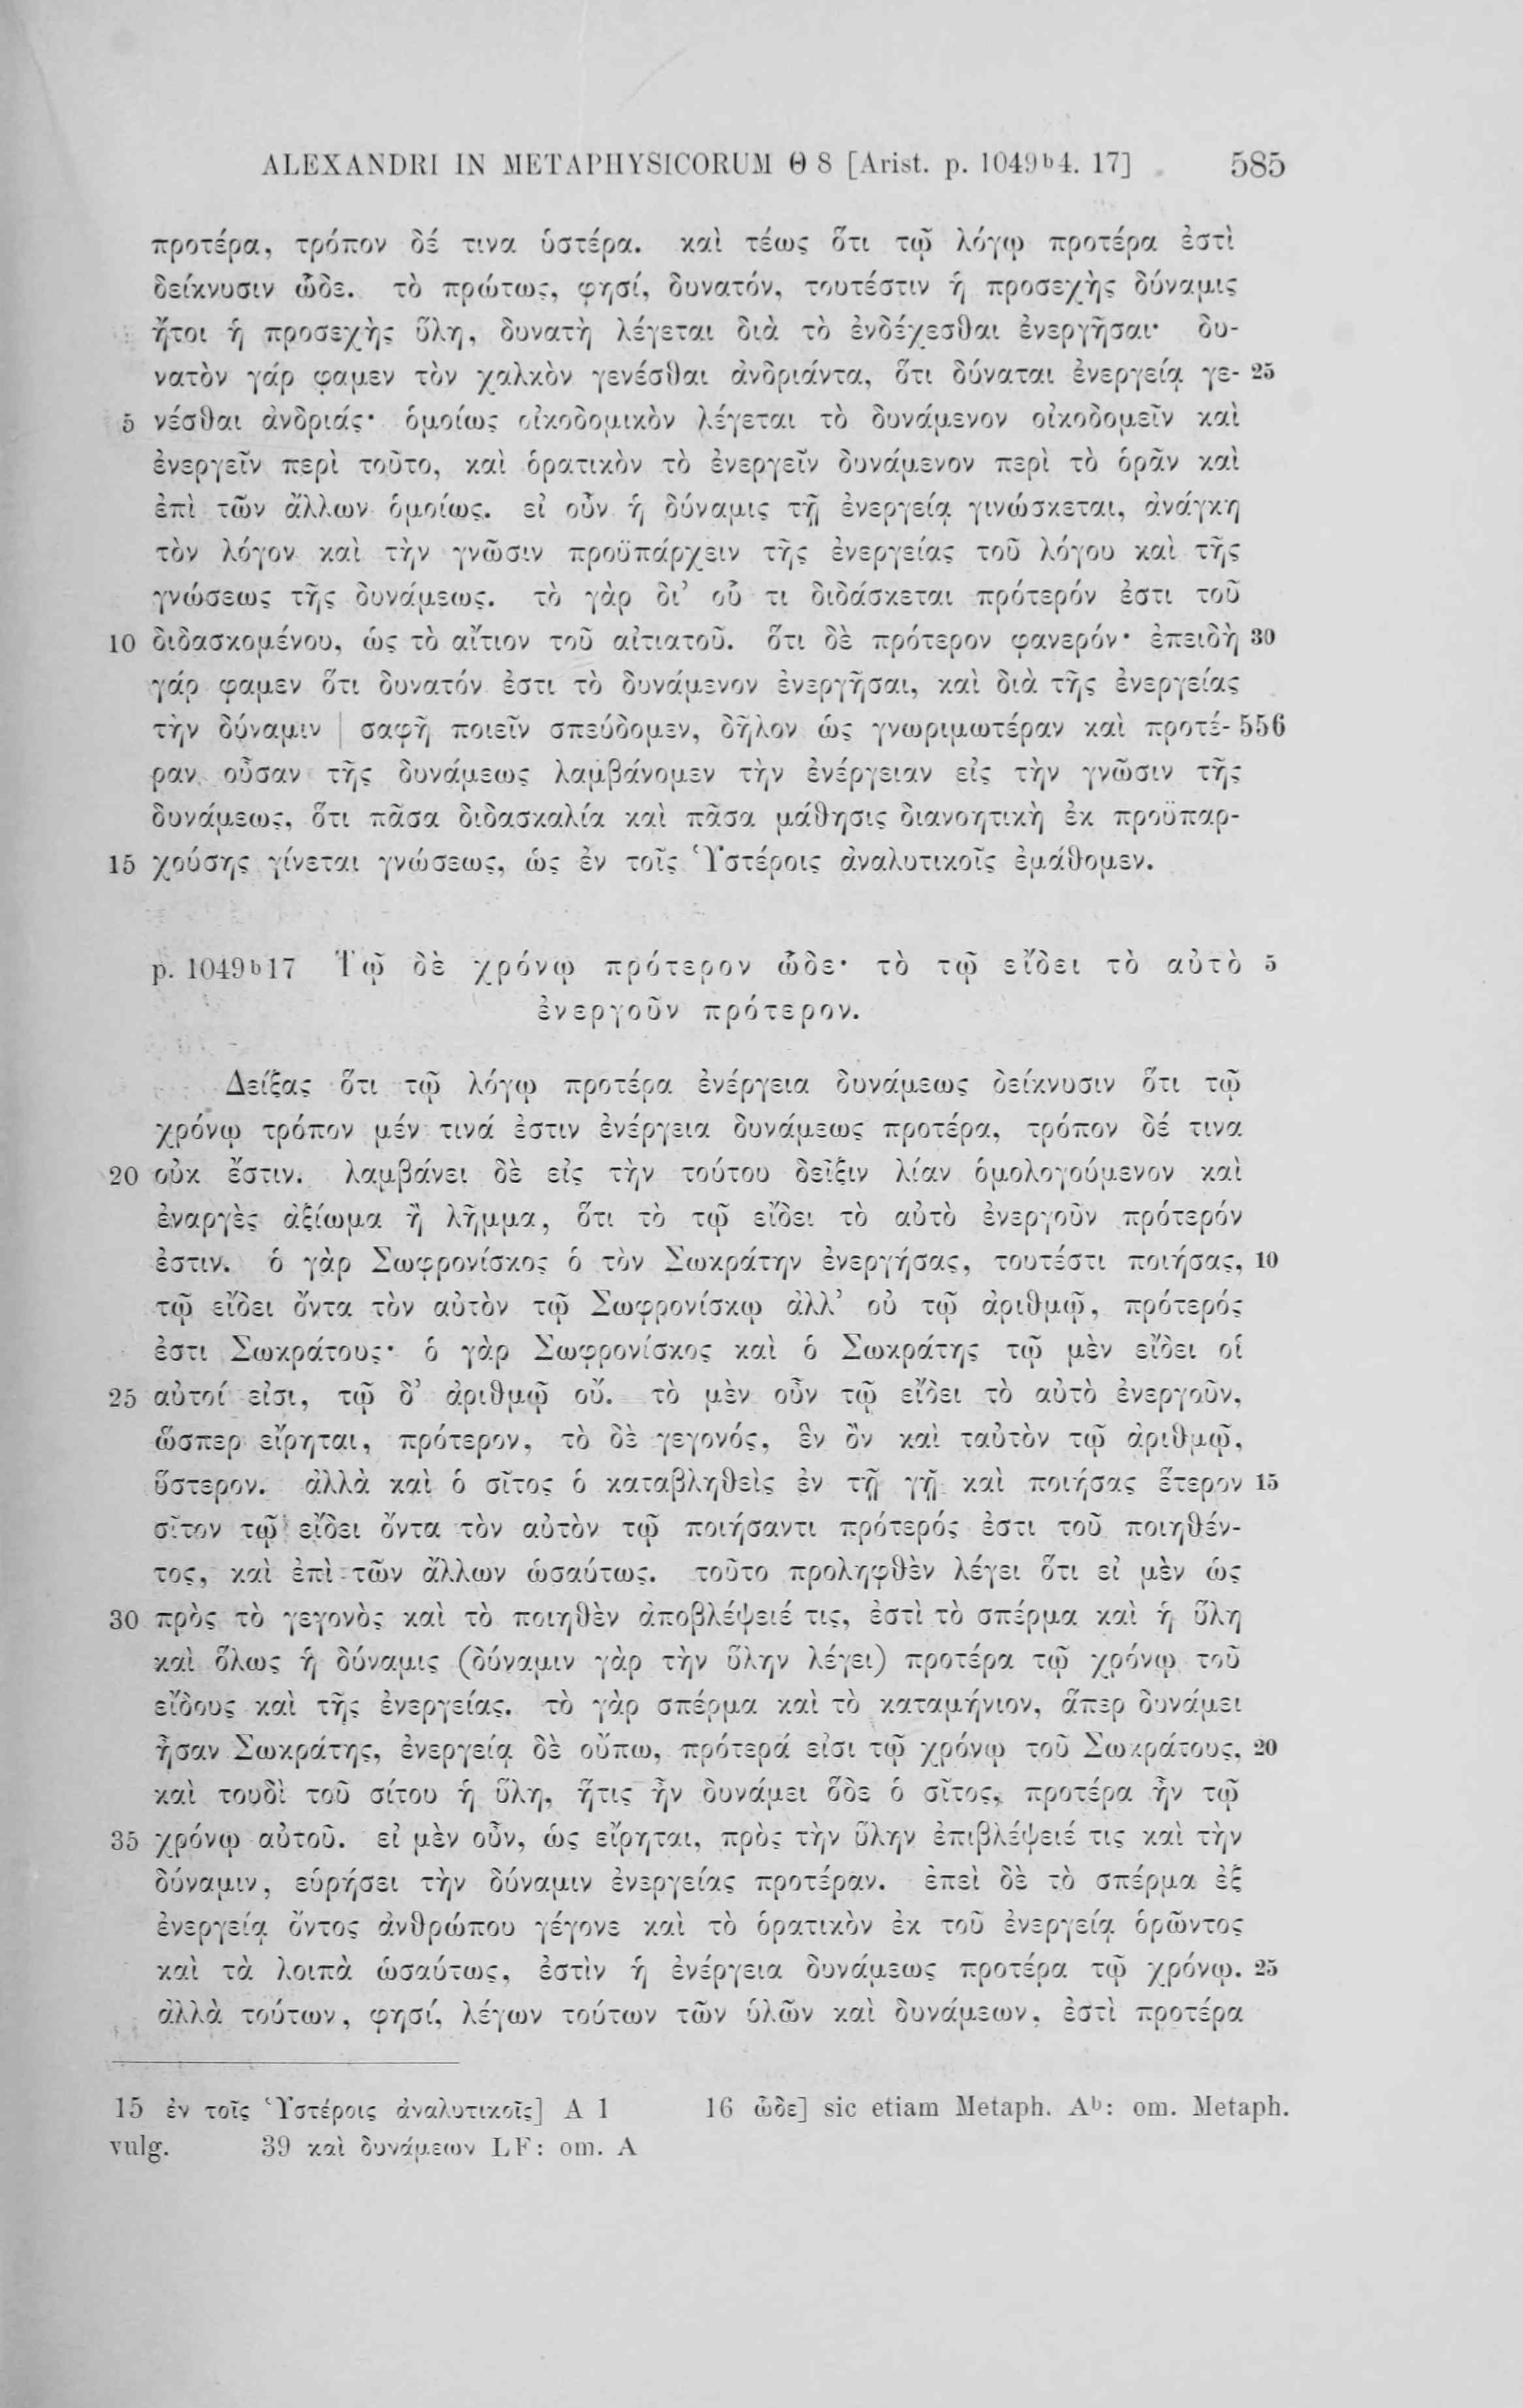 ALEXANDRI IN METAPHYSICORUM Θ 8 [Arist. p. 1049b4. 17] 585
προτέρα, τρόπον δέ τινα ὑστέρα. καὶ τέως ὅτι τῷ λόγῳ προτέρα ἐστὶ
δείκνυσιν ὧδε. τὸ πρώτως, φησί, δυνατόν, τουτέστιν ἡ προσεχὴς δύναμις
ἤτοι ἡ προσεχὴς ὕλη, δυνατὴ λέγεται διὰ τὸ ἐνδέχεσθαι ἐνεργῆσαι· δυ-
νατὸν γάρ φαμεν τὸν χαλκὸν γενέσθαι ἀνδριάντα, ὅτι δύναται ἐνεργείᾳ γε- 25
5 νέσθαι ἀνδριάς· ὁμοίως οἰκοδομικὸν λέγεται τὸ δυνάμενον οἰκοδομεῖν καὶ
ἐνεργεῖν περὶ τοῦτο, καὶ ὁρατικὸν τὸ ἐνεργεῖν δυνάμενον περὶ τὸ ὁρᾶν καὶ
ἐπὶ τῶν ἄλλων ὁμοίως. εἰ οὖν ἡ δύναμις τῇ ἐνεργείᾳ γινώσκεται, ἀνάγκη
τὸν λόγον καὶ τὴν γνῶσιν προϋπάρχειν τῆς ἐνεργείας τοῦ λόγου καὶ τῆς
γνώσεως τῆς δυνάμεως. τὸ γὰρ δι’ οὗ τι διδάσκεται πρότερόν ἐστι τοῦ
10 διδασκομένου, ὡς τὸ αἴτιον τοῦ αἰτιατοῦ. ὅτι δὲ πρότερον φανερόν· ἐπειδὴ 30
γάρ φαμεν ὅτι δυνατόν ἐστι τὸ δυνάμενον ἐνεργῆσαι, καὶ διὰ τῆς ἐνεργείας
τὴν δύναμιν | σαφῆ ποιεῖν σπεύδομεν, δῆλον ὡς γνωριμωτέραν καὶ προτέ- 556
ραν οὖσαν τῆς δυνάμεως λαμβάνομεν τὴν ἐνέργειαν εἰς τὴν γνῶσιν τῆς
δυνάμεως, ὅτι πᾶσα διδασκαλία καὶ πᾶσα μάθησις διανοητικὴ ἐκ προϋπαρ-
15 χούσης γίνεται γνώσεως, ὡς ἐν τοῖς Ὑστέροις ἀναλυτικοῖς ἐμάθομεν.
p. 1049b17 Τῷ δὲ χρόνῳ πρότερον ὧδε· τὸ τῷ εἴδει τὸ αὐτὸ 5
ἐνεργοῦν πρότερον.
Δείξας ὅτι τῷ λόγῳ προτέρα ἐνέργεια δυνάμεως δείκνυσιν ὅτι τῷ
χρόνῳ τρόπον μέν τινά ἐστιν ἐνέργεια δυνάμεως προτέρα, τρόπον δέ τινα
20 οὐκ ἔστιν. λαμβάνει δὲ εἰς τὴν τούτου δεῖξιν λίαν ὁμολογούμενον καὶ
ἐναργὲς ἀξίωμα ἢ λῆμμα, ὅτι τὸ τῷ εἴδει τὸ αὐτὸ ἐνεργοῦν πρότερόν
ἐστιν. ὁ γὰρ Σωφρονίσκος ὁ τὸν Σωκράτην ἐνεργήσας, τουτέστι ποιήσας, 10
τῷ εἴδει ὄντα τὸν αὐτὸν τῷ Σωφρονίσκῳ ἀλλ’ οὐ τῷ ἀριθμῷ, πρότερός
ἐστι Σωκράτους· ὁ γὰρ Σωφρονίσκος καὶ ὁ Σωκράτης τῷ μὲν εἴδει οἱ
25 αὐτοί εἰσι, τῷ δ’ ἀριθμῷ οὔ. τὸ μὲν οὖν τῷ εἴδει τὸ αὐτὸ ἐνεργοῦν,
ὥσπερ εἴρηται, πρότερον, τὸ δὲ γεγονός, ἓν ὂν καὶ ταὐτὸν τῷ ἀριθμῷ,
ὕστερον. ἀλλὰ καὶ ὁ σῖτος ὁ καταβληθεὶς ἐν τῇ γῇ καὶ ποιήσας ἕτερον 15
σῖτον τῷ εἴδει ὄντα τὸν αὐτὸν τῷ ποιήσαντι πρότερός ἐστι τοῦ ποιηθέν-
τος, καὶ ἐπὶ τῶν ἄλλων ὡσαύτως. τοῦτο προληφθὲν λέγει ὅτι εἰ μὲν ὡς
30 πρὸς τὸ γεγονὸς καὶ τὸ ποιηθὲν ἀποβλέψειέ τις, ἐστὶ τὸ σπέρμα καὶ ἡ ὕλη
καὶ ὅλως ἡ δύναμις (δύναμιν γὰρ τὴν ὕλην λέγει) προτέρα τῷ χρόνῳ τοῦ
εἴδους καὶ τῆς ἐνεργείας. τὸ γὰρ σπέρμα καὶ τὸ καταμήνιον, ἅπερ δυνάμει
ἦσαν Σωκράτης, ἐνεργείᾳ δὲ οὔπω, πρότερά εἰσι τῷ χρόνῳ τοῦ Σωκράτους, 20
καὶ τουδὶ τοῦ σίτου ἡ ὕλη, ἥτις ἦν δυνάμει ὅδε ὁ σῖτος, προτέρα ἦν τῷ
35 χρόνῳ αὐτοῦ. εἰ μὲν οὖν, ὡς εἴρηται, πρὸς τὴν ὕλην ἐπιβλέψειέ τις καὶ τὴν
δύναμιν, εὑρήσει τὴν δύναμιν ἐνεργείας προτέραν. ἐπεὶ δὲ τὸ σπέρμα ἐξ
ἐνεργείᾳ ὄντος ἀνθρώπου γέγονε καὶ τὸ ὁρατικὸν ἐκ τοῦ ἐνεργείᾳ ὁρῶντος
καὶ τὰ λοιπὰ ὡσαύτως, ἐστὶν ἡ ἐνέργεια δυνάμεως προτέρα τῷ χρόνῳ. 25
ἀλλὰ τούτων, φησί, λέγων τούτων τῶν ὑλῶν καὶ δυνάμεων, ἐστὶ προτέρα
15 ἐν τοῖς Ὑστέροις ἀναλυτικοῖς] A 1 16 ὧδε] sic etiam Metaph. Ab: om. Metaph.
vulg. 39 καὶ δυνάμεων LF: om. A